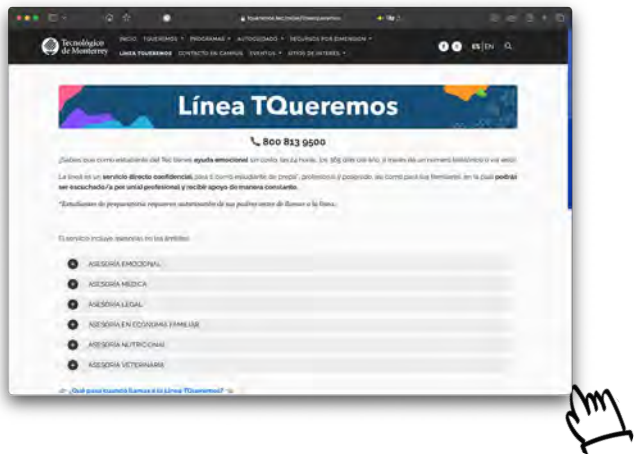 Tecnológico
de Monterrey
INICIO TQUEREMOS PROGRAMAS AUTOCUIDADO RECURSOS POR DIMENSIÓN
LÍNEA TQUEREMOS CONTACTO EN CAMPUS EVENTOS SITIOS DE INTERÉS
ES|EN
Línea TQueremos
800 813 9500
¿Sabías que como estudiante del Tec tienes ayuda emocional sin costo, las 24 horas, los 365 días del año, a través de un número telefónico o vía
La línea es un servicio directo confidencial, para ti como estudiante de prepa*, profesional y posgrado, así como para tus familiares, en la cual podrás
ser escuchado/a por un(a) profesional y recibir apoyo de manera constante.
*Estudiantes de preparatoria requieren autorización de sus padres antes de llamar a la línea.
El servicio incluye asesorías en los ámbitos:
ASESORÍA EMOCIONAL
ASESORÍA MÉDICA
ASESORÍA LEGAL
ASESORÍA EN ECONOMÍA FAMILIAR
ASESORÍA NUTRICIONAL
ASESORÍA VETERINARIA
¿Qué pasa cuando llamas a la Línea TQueremos?